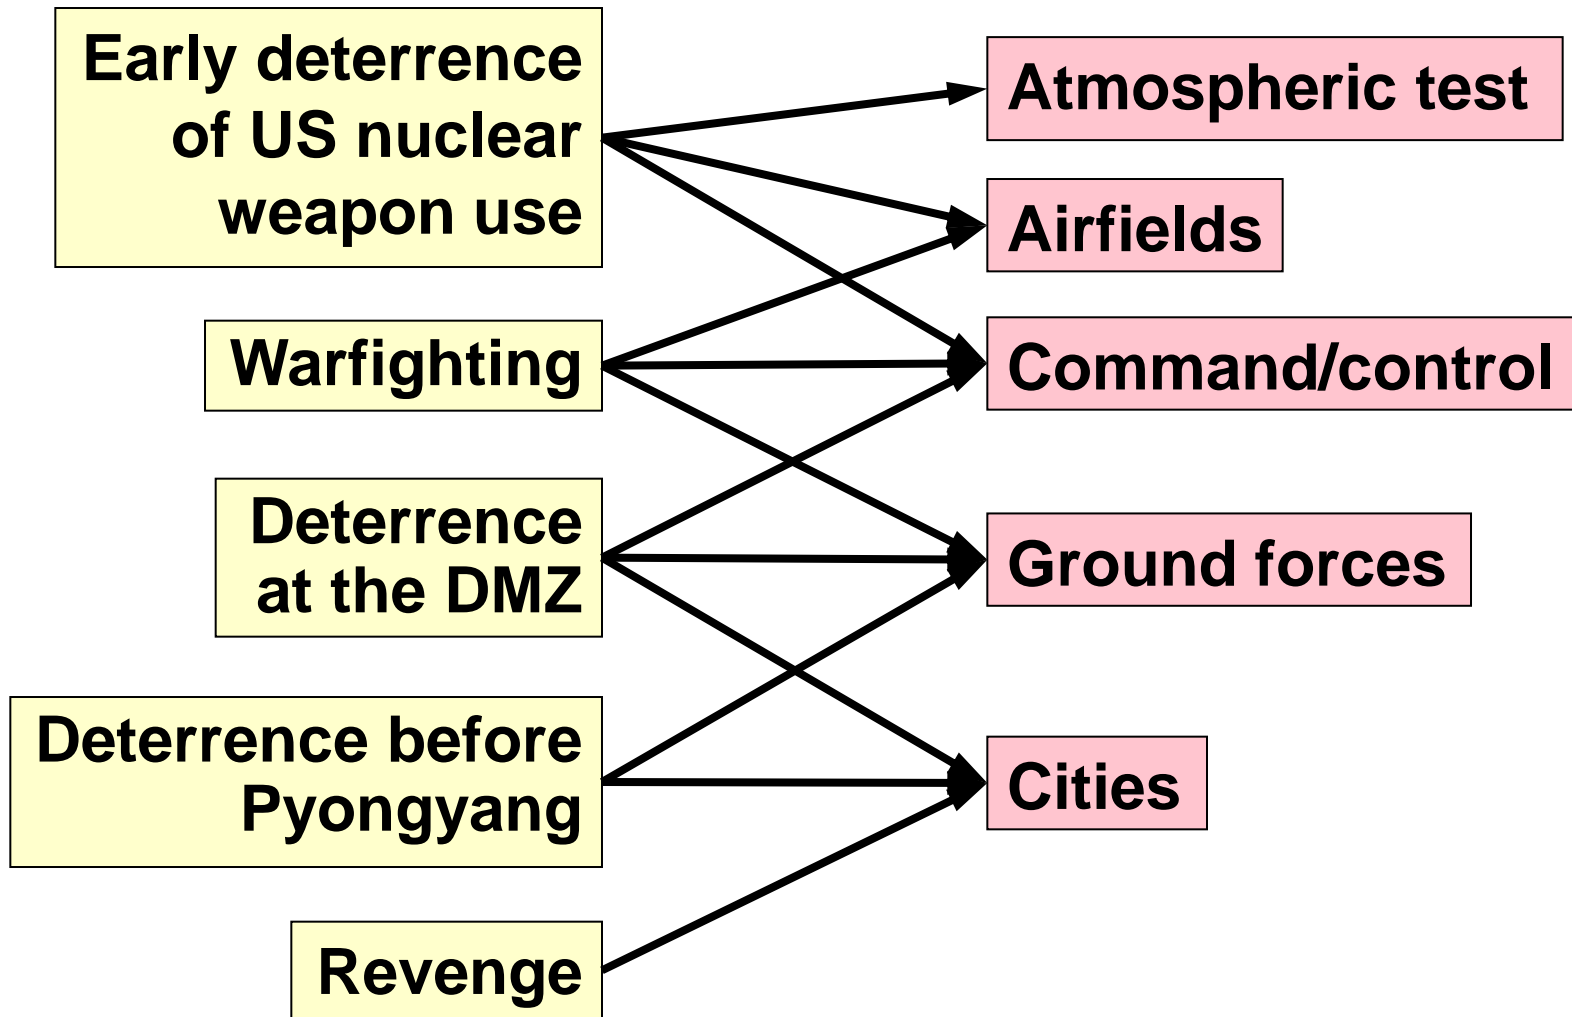 Early deterrence
of US nuclear
weapon use
Warfighting
Deterrence
at the DMZ
Deterrence before
Pyongyang
Revenge
Atmospheric test
Airfields
Command/control
Ground forces
Cities